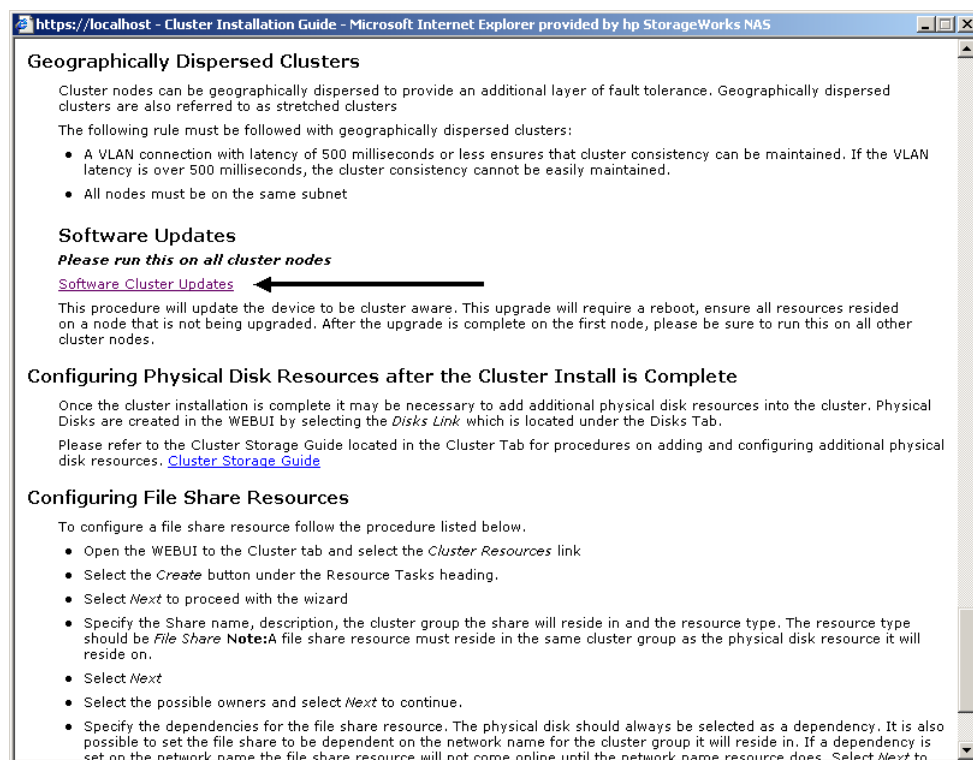 https://localhost - Cluster Installation Guide - Microsoft Internet Explorer provided by hp StorageWorks NAS
Geographically Dispersed Clusters
Cluster nodes can be geographically dispersed to provide an additional layer of fault tolerance. Geographically dispersed
clusters are also referred to as stretched clusters
The following rule must be followed with geographically dispersed clusters:
• A VLAN connection with latency of 500 milliseconds or less ensures that cluster consistency can be maintained. If the VLAN
latency is over 500 milliseconds, the cluster consistency cannot be easily maintained.
• All nodes must be on the same subnet
Software Updates
Please run this on all cluster nodes
Software Cluster Updates
This procedure will update the device to be cluster aware. This upgrade will require a reboot, ensure all resources resided
on a node that is not being upgraded. After the upgrade is complete on the first node, please be sure to run this on all other
cluster nodes.
Configuring Physical Disk Resources after the Cluster Install is Complete
Once the cluster installation is complete it may be necessary to add additional physical disk resources into the cluster. Physical
Disks are created in the WEBUI by selecting the Disks Link which is located under the Disks Tab.
Please refer to the Cluster Storage Guide located in the Cluster Tab for procedures on adding and configuring additional physical
disk resources. Cluster Storage Guide
Configuring File Share Resources
To configure a file share resource follow the procedure listed below.
• Open the WEBUI to the Cluster tab and select the Cluster Resources link
• Select the Create button under the Resource Tasks heading.
• Select Next to proceed with the wizard
• Specify the Share name, description, the cluster group the share will reside in and the resource type. The resource type
should be File Share Note:A file share resource must reside in the same cluster group as the physical disk resource it will
reside on.
• Select Next
• Select the possible owners and select Next to continue.
• Specify the dependencies for the file share resource. The physical disk should always be selected as a dependency. It is also
possible to set the file share to be dependent on the network name for the cluster group it will reside in. If a dependency is
set on the network name the file share resource will not come online until the network name resource does. Select Next to